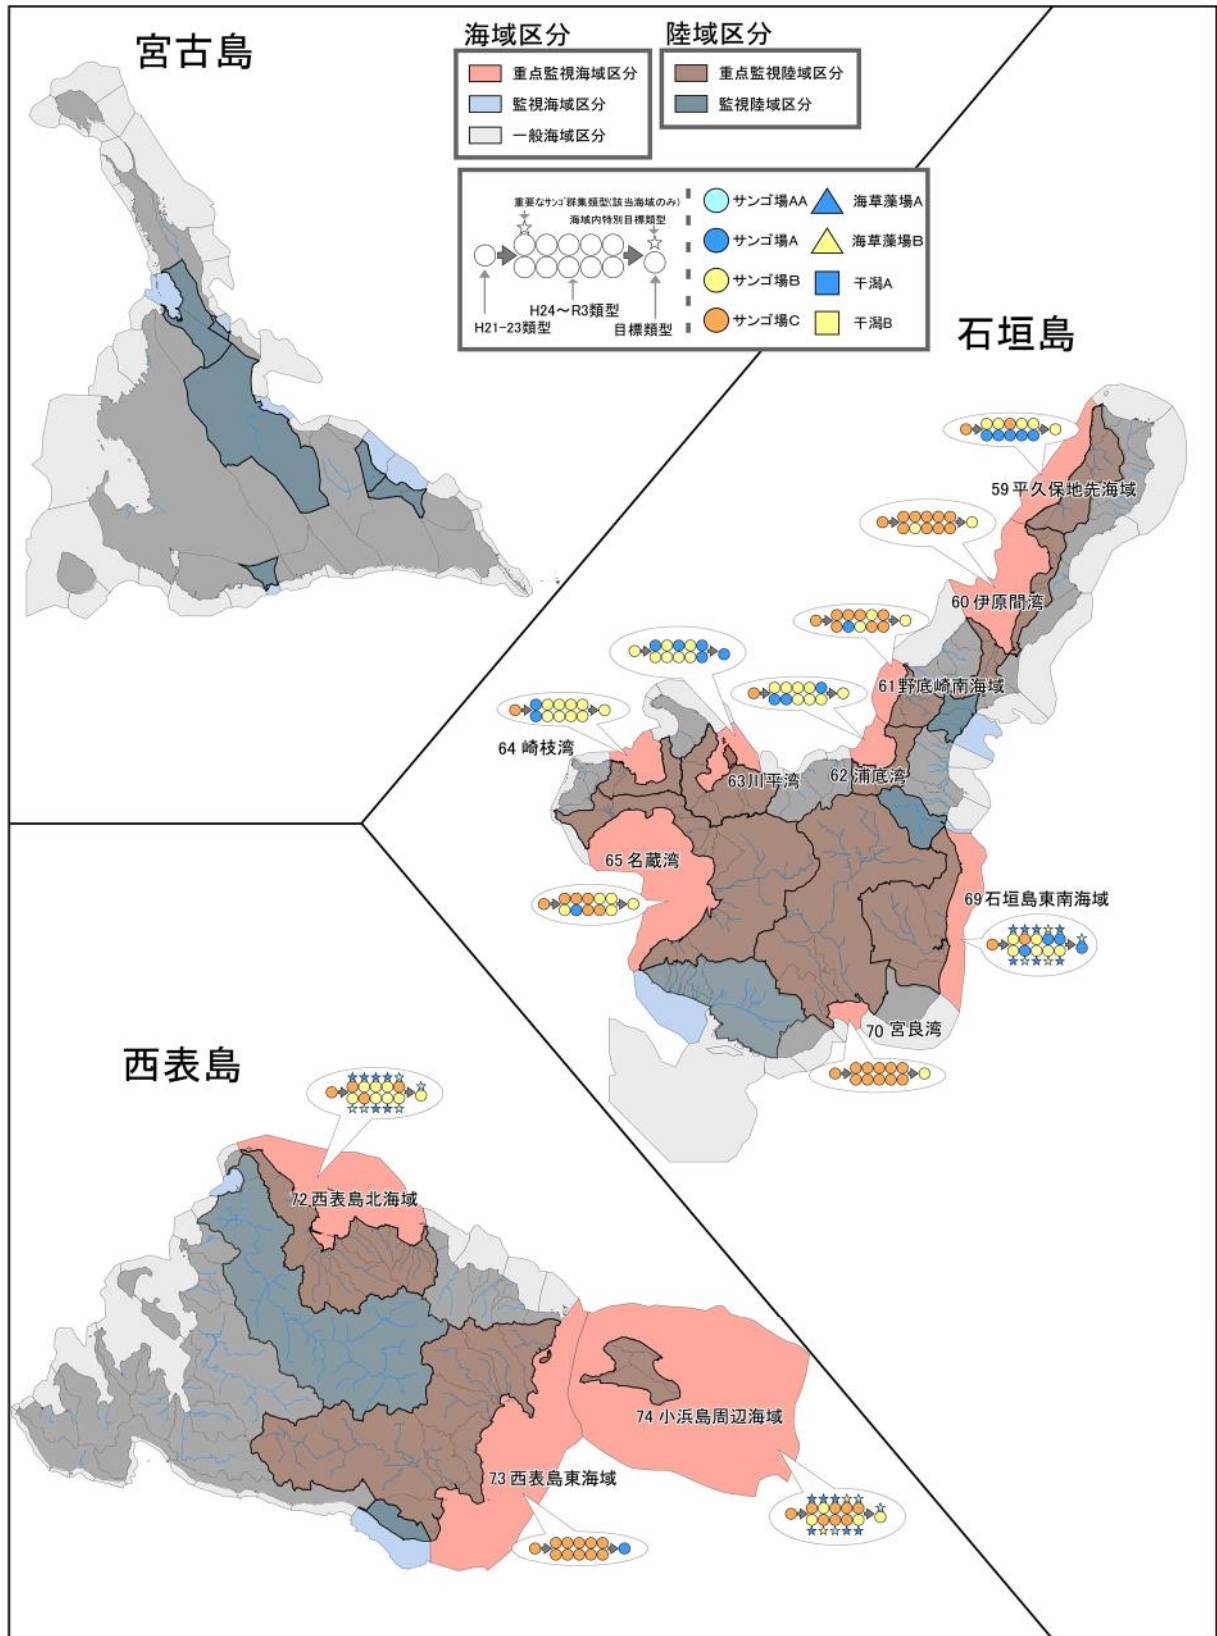 宮古島
海域区分
重点監視海域区分
監視海域区分
一般海域区分
陸域区分
重点監視陸域区分
監視陸域区分
重要なサンゴ群集類型(該当海域のみ)
海域内特別目標類型
H24～R3類型
H21-23類型
目標類型
サンゴ場AA
海草藻場A
サンゴ場A
海草藻場B
サンゴ場B
干潟A
サンゴ場C
干潟B
石垣島
59 平久保地先海域
60 伊原間湾
61 野底崎南海域
62 浦底湾
63 川平湾
64 崎枝湾
65 名蔵湾
69 石垣島東南海域
70 宮良湾
西表島
72 西表島北海域
74 小浜島周辺海域
73 西表島東海域